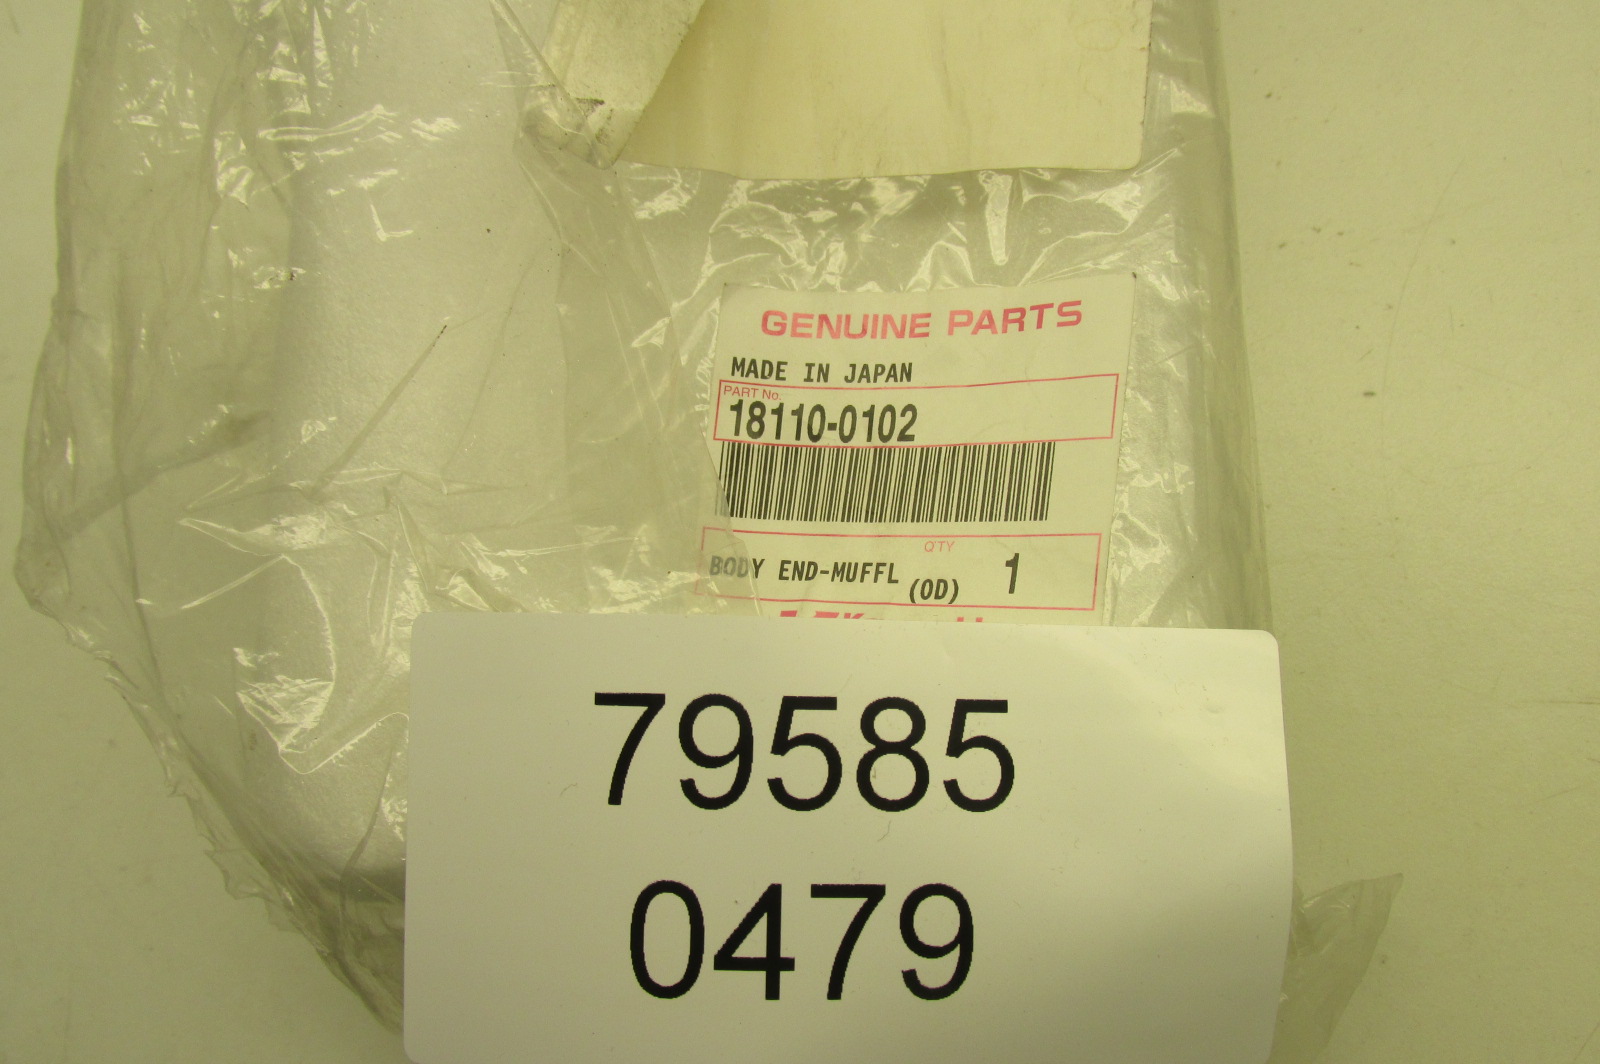 GENUINE PARTS
MADE IN JAPAN
PART No.
18110-0102
Q'TY
BODY END-MUFFL (OD) 1
79585
0479